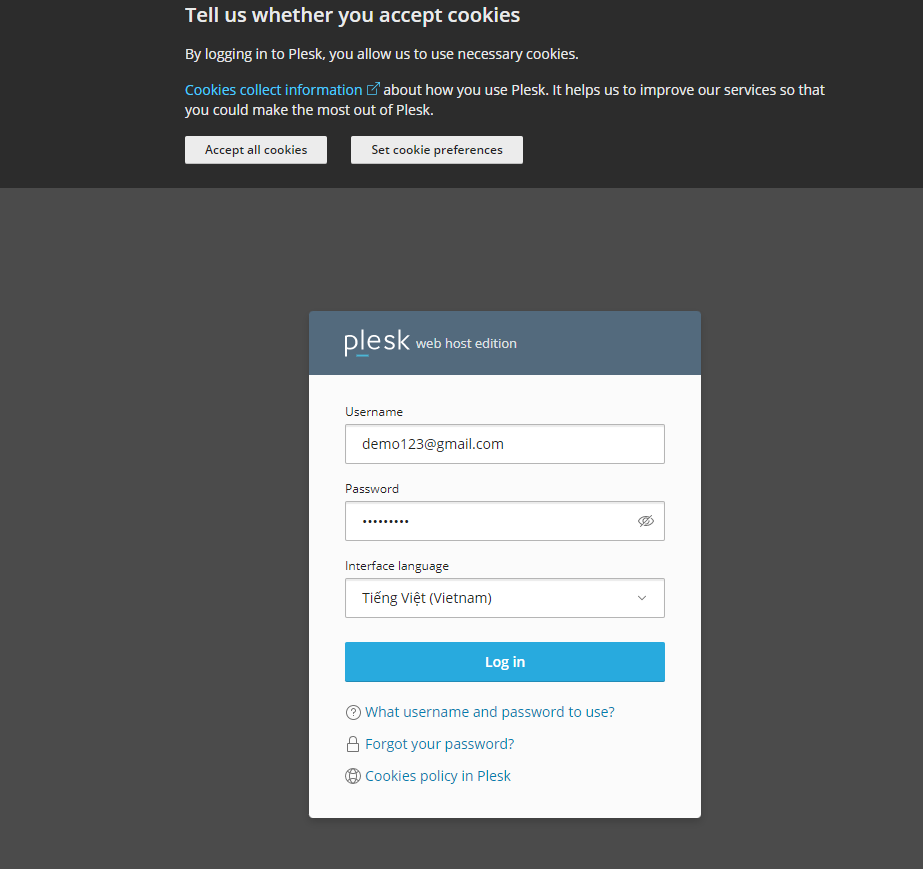 Tell us whether you accept cookies
By logging in to Plesk, you allow us to use necessary cookies.
Cookies collect information about how you use Plesk. It helps us to improve our services so that
you could make the most out of Plesk.
Accept all cookies
Set cookie preferences
plesk web host edition
Username
demo123@gmail.com
Password
•••••••••
Interface language
Tiếng Việt (Vietnam)
Log in
What username and password to use?
Forgot your password?
Cookies policy in Plesk